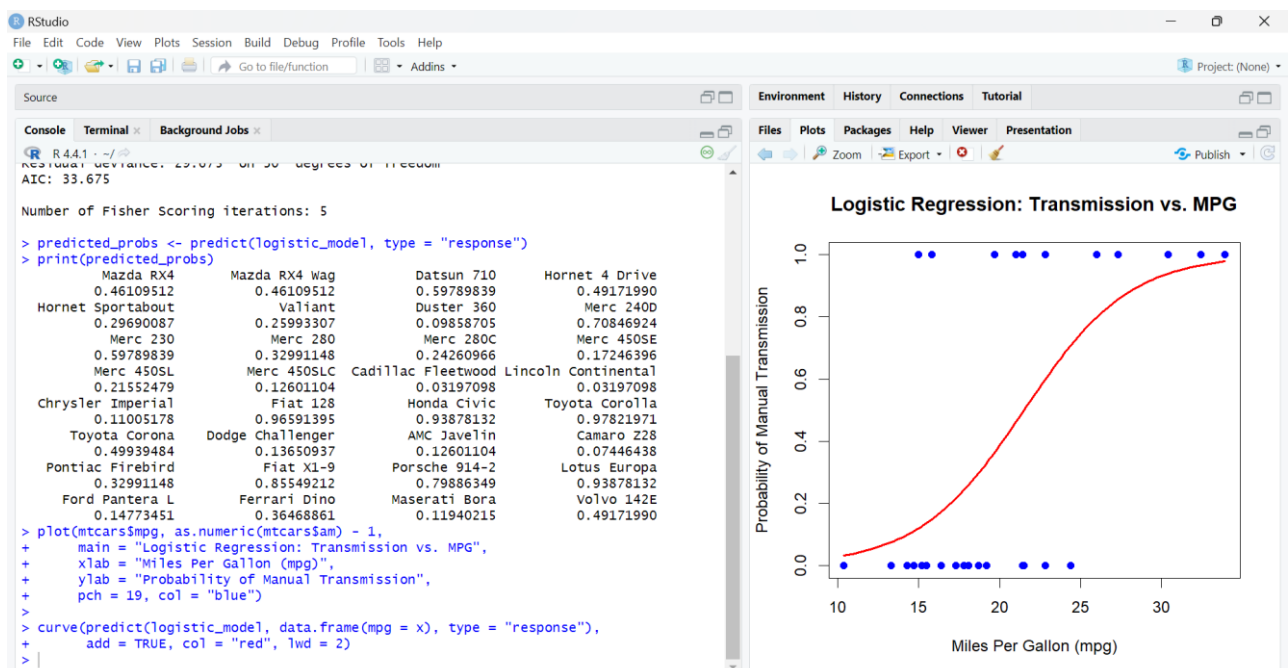 RStudio
File Edit Code View Plots Session Build Debug Profile Tools Help
Go to file/function Addins Project: (None)
Source
Console Terminal Background Jobs
R 4.4.1 · ~/
Residual deviance: 29.675 on 30 degrees of freedom
AIC: 33.675
Number of Fisher Scoring iterations: 5
> predicted_probs <- predict(logistic_model, type = "response")
> print(predicted_probs)
Mazda RX4 Mazda RX4 Wag Datsun 710 Hornet 4 Drive
0.46109512 0.46109512 0.59789839 0.49171990
Hornet Sportabout Valiant Duster 360 Merc 240D
0.29690087 0.25993307 0.09858705 0.70846924
Merc 230 Merc 280 Merc 280C Merc 450SE
0.59789839 0.32991148 0.24260966 0.17246396
Merc 450SL Merc 450SLC Cadillac Fleetwood Lincoln Continental
0.21552479 0.12601104 0.03197098 0.03197098
Chrysler Imperial Fiat 128 Honda Civic Toyota Corolla
0.11005178 0.96591395 0.93878132 0.97821971
Toyota Corona Dodge Challenger AMC Javelin Camaro Z28
0.49939484 0.13650937 0.12601104 0.07446438
Pontiac Firebird Fiat X1-9 Porsche 914-2 Lotus Europa
0.32991148 0.85549212 0.79886349 0.93878132
Ford Pantera L Ferrari Dino Maserati Bora Volvo 142E
0.14773451 0.36468861 0.11940215 0.49171990
> plot(mtcars$mpg, as.numeric(mtcars$am) - 1,
+ main = "Logistic Regression: Transmission vs. MPG",
+ xlab = "Miles Per Gallon (mpg)",
+ ylab = "Probability of Manual Transmission",
+ pch = 19, col = "blue")
>
> curve(predict(logistic_model, data.frame(mpg = x), type = "response"),
+ add = TRUE, col = "red", lwd = 2)
>
Environment History Connections Tutorial
Files Plots Packages Help Viewer Presentation
Zoom Export Publish
Logistic Regression: Transmission vs. MPG
Probability of Manual Transmission
1.0
0.8
0.6
0.4
0.2
0.0
10 15 20 25 30
Miles Per Gallon (mpg)